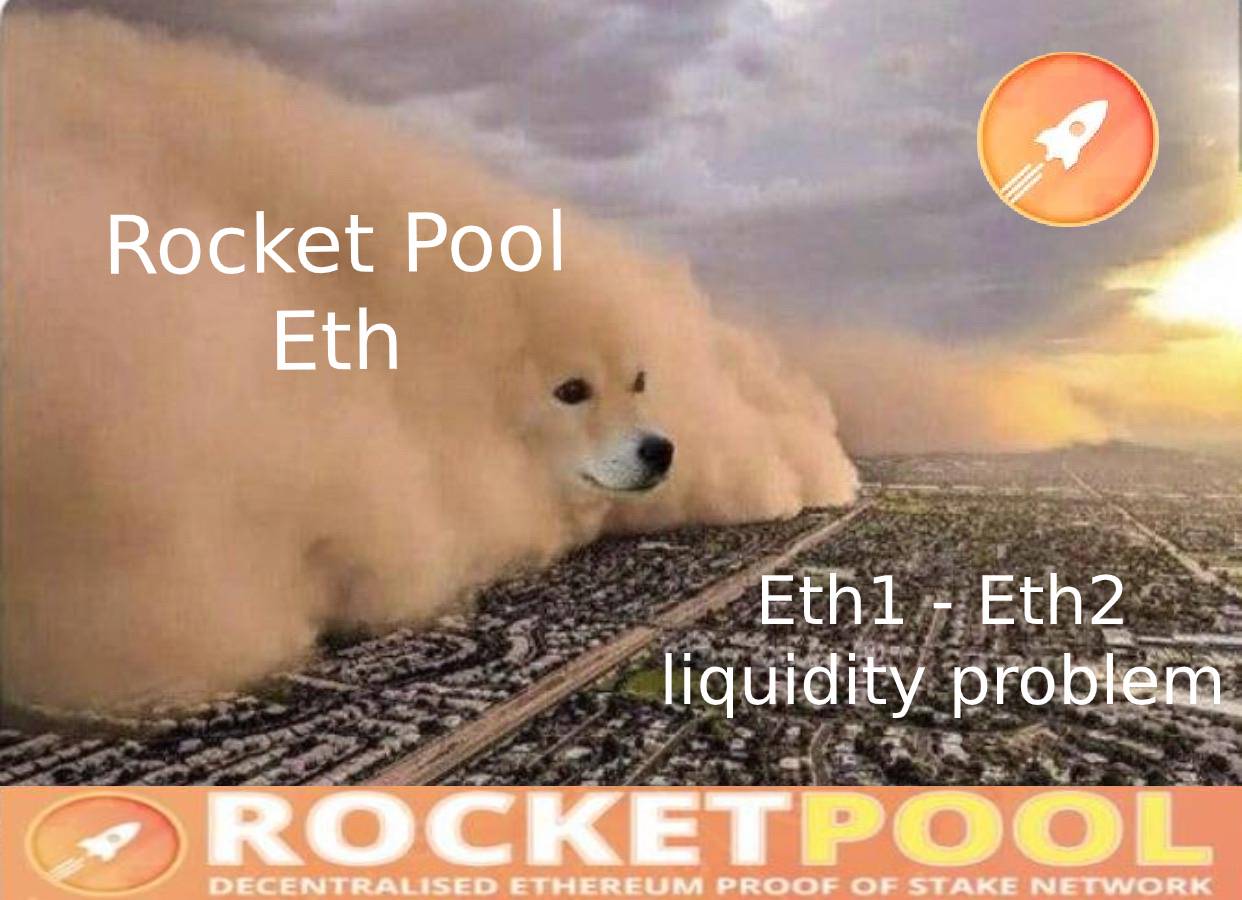 Rocket Pool
Eth
Eth1 - Eth2
liquidity problem
ROCKETPOOL
DECENTRALISED ETHEREUM PROOF OF STAKE NETWORK